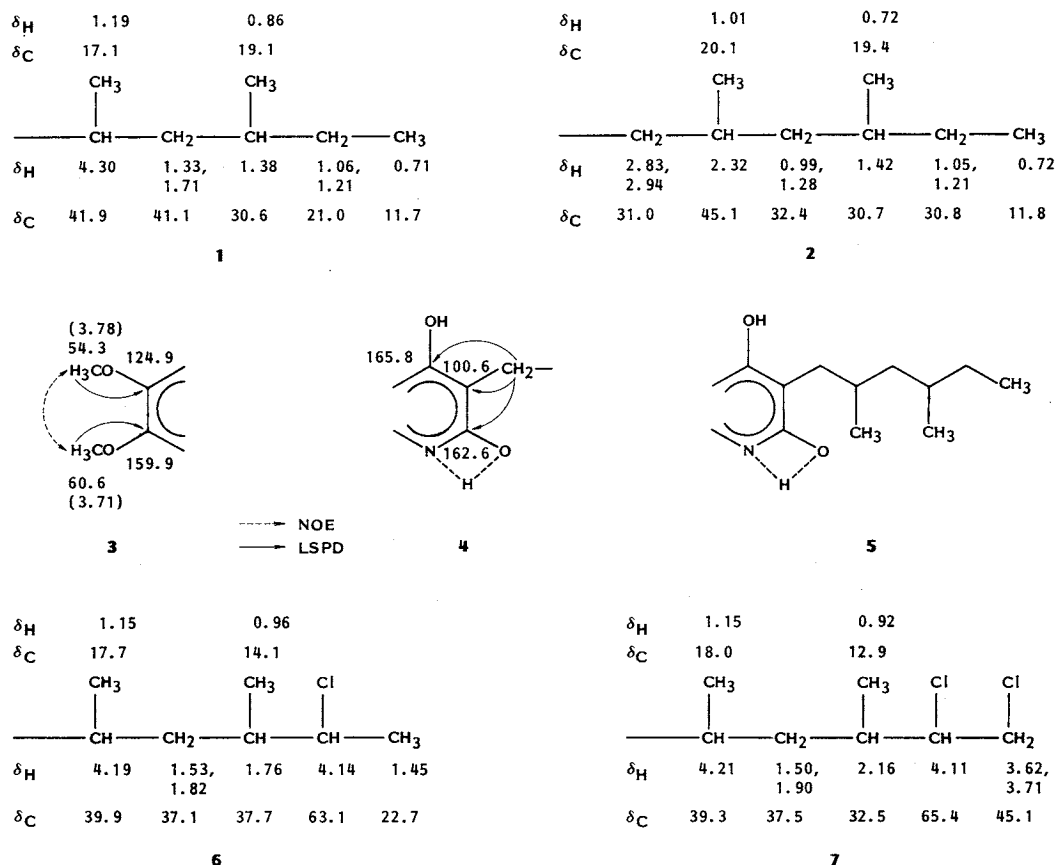 δH 1.19 0.86
δC 17.1 19.1
CH3 CH3
CH CH2 CH CH2 CH3
δH 4.30 1.33, 1.38 1.06, 0.71
1.71 1.21
δC 41.9 41.1 30.6 21.0 11.7
1
1.01 0.72
δH
δC 20.1 19.4
CH3 CH3
CH2 CH CH2 CH CH2 CH3
δH 2.83, 2.32 0.99, 1.42 1.05, 0.72
2.94 1.28 1.21
δC 31.0 45.1 32.4 30.7 30.8 11.8
2
(3.78)
54.3 124.9
H3CO
H3CO
159.9
60.6
(3.71)
3
NOE
LSPD
OH
165.8 100.6 CH2
N 162.6 O
H
4
OH
CH3
CH3 CH3
N O
H
5
δH 1.15 0.96
δC 17.7 14.1
CH3 CH3 Cl
CH CH2 CH CH CH3
δH 4.19 1.53, 1.76 4.14 1.45
1.82
δC 39.9 37.1 37.7 63.1 22.7
6
δH 1.15 0.92
δC 18.0 12.9
CH3 CH3 Cl Cl
CH CH2 CH CH CH2
δH 4.21 1.50, 2.16 4.11 3.62,
1.90 3.71
δC 39.3 37.5 32.5 65.4 45.1
7